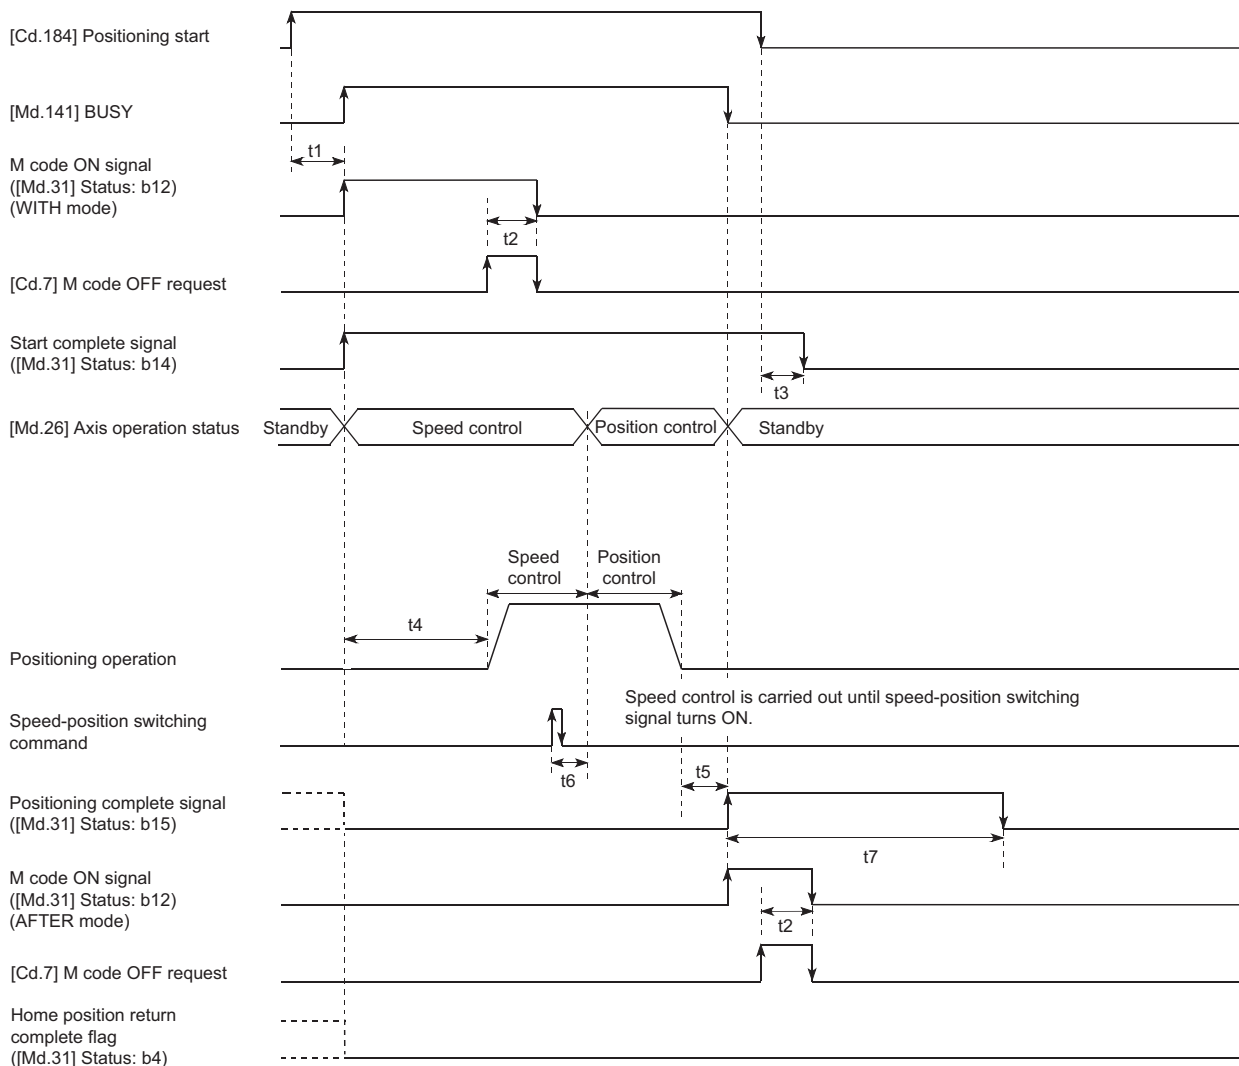 [Cd.184] Positioning start
[Md.141] BUSY
t1
M code ON signal
([Md.31] Status: b12)
(WITH mode)
t2
[Cd.7] M code OFF request
Start complete signal
([Md.31] Status: b14)
t3
[Md.26] Axis operation status
Standby
Speed control
Position control
Standby
Speed
control
Position
control
t4
Positioning operation
Speed control is carried out until speed-position switching
signal turns ON.
Speed-position switching
command
t6
t5
Positioning complete signal
([Md.31] Status: b15)
t7
M code ON signal
([Md.31] Status: b12)
(AFTER mode)
t2
[Cd.7] M code OFF request
Home position return
complete flag
([Md.31] Status: b4)